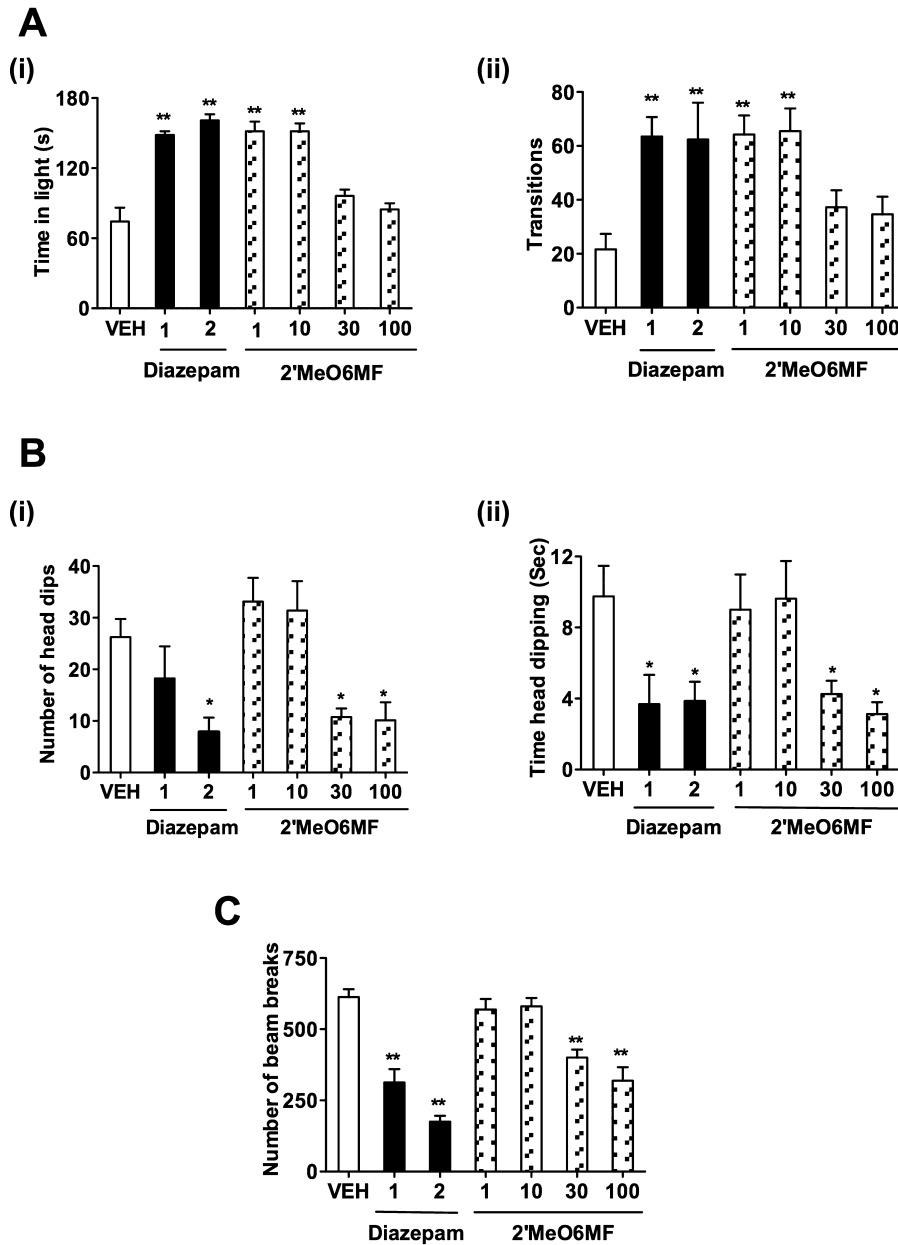 A
(i)
Time in light (s)
180
120
60
0
** ** ** **
VEH 1 2 1 10 30 100
Diazepam 2'MeO6MF
(ii)
Transitions
80
60
40
20
0
** ** ** **
VEH 1 2 1 10 30 100
Diazepam 2'MeO6MF
B
(i)
Number of head dips
40
30
20
10
0
* * *
VEH 1 2 1 10 30 100
Diazepam 2'MeO6MF
(ii)
Time head dipping (Sec)
12
8
4
0
* * * *
VEH 1 2 1 10 30 100
Diazepam 2'MeO6MF
C
Number of beam breaks
750
500
250
0
** ** ** **
VEH 1 2 1 10 30 100
Diazepam 2'MeO6MF